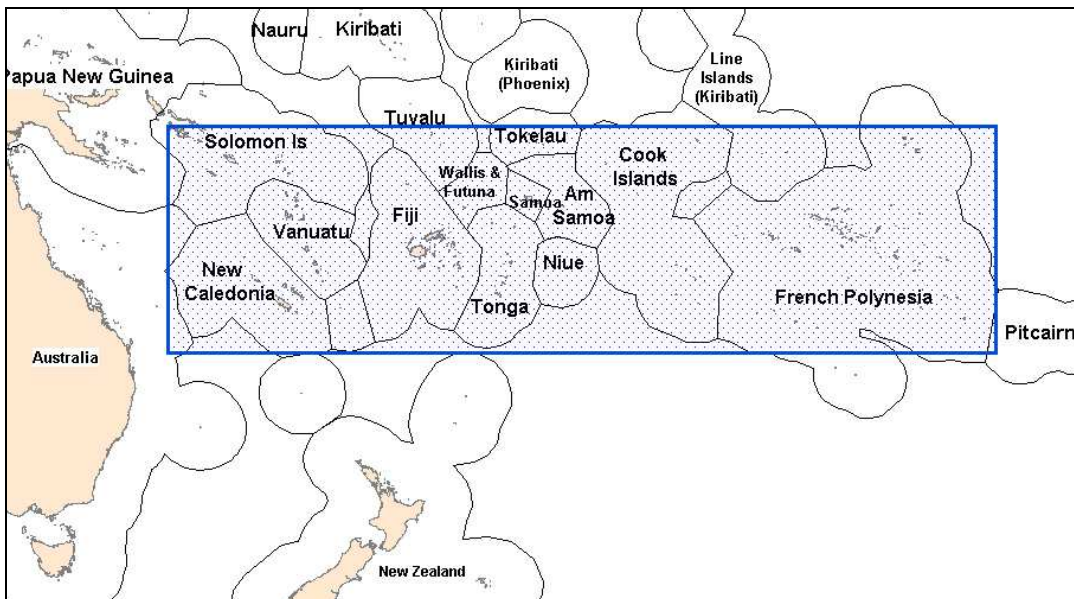 Nauru
Kiribati
Papua New Guinea
Kiribati
(Phoenix)
Line
Islands
(Kiribati)
Tuvalu
Solomon Is
Tokelau
Cook
Islands
Wallis &
Futuna
Samoa
Am
Samoa
Fiji
Vanuatu
New
Caledonia
Niue
Tonga
French Polynesia
Pitcairn
Australia
New Zealand